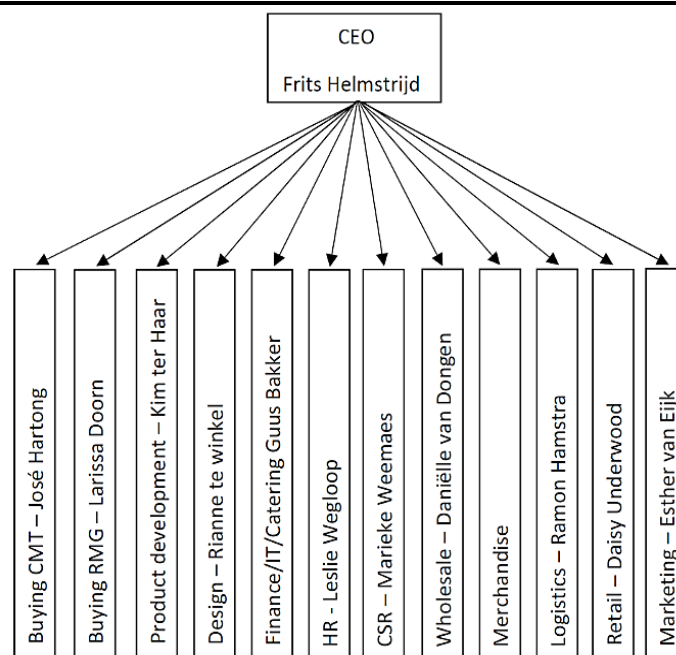 CEO
Frits Helmstrijd
Buying CMT – José Hartong
Buying RMG – Larissa Doorn
Product development – Kim ter Haar
Design – Rianne te winkel
Finance/IT/Catering Guus Bakker
HR - Leslie Wegloop
CSR – Marieke Weemaes
Wholesale – Daniëlle van Dongen
Merchandise
Logistics – Ramon Hamstra
Retail – Daisy Underwood
Marketing – Esther van Eijk